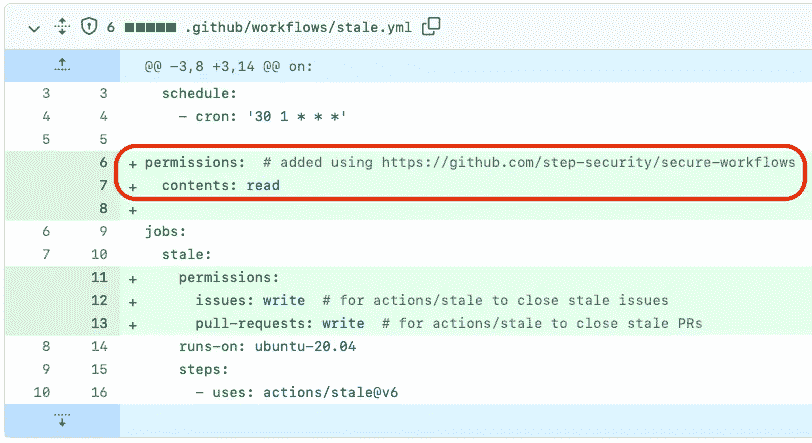 6 .github/workflows/stale.yml
@@ -3,8 +3,14 @@ on:
3 3 schedule:
4 4 - cron: '30 1 * * *'
5 5
6 + permissions: # added using https://github.com/step-security/secure-workflows
7 + contents: read
8 +
6 9 jobs:
7 10 stale:
11 + permissions:
12 + issues: write # for actions/stale to close stale issues
13 + pull-requests: write # for actions/stale to close stale PRs
8 14 runs-on: ubuntu-20.04
9 15 steps:
10 16 - uses: actions/stale@v6